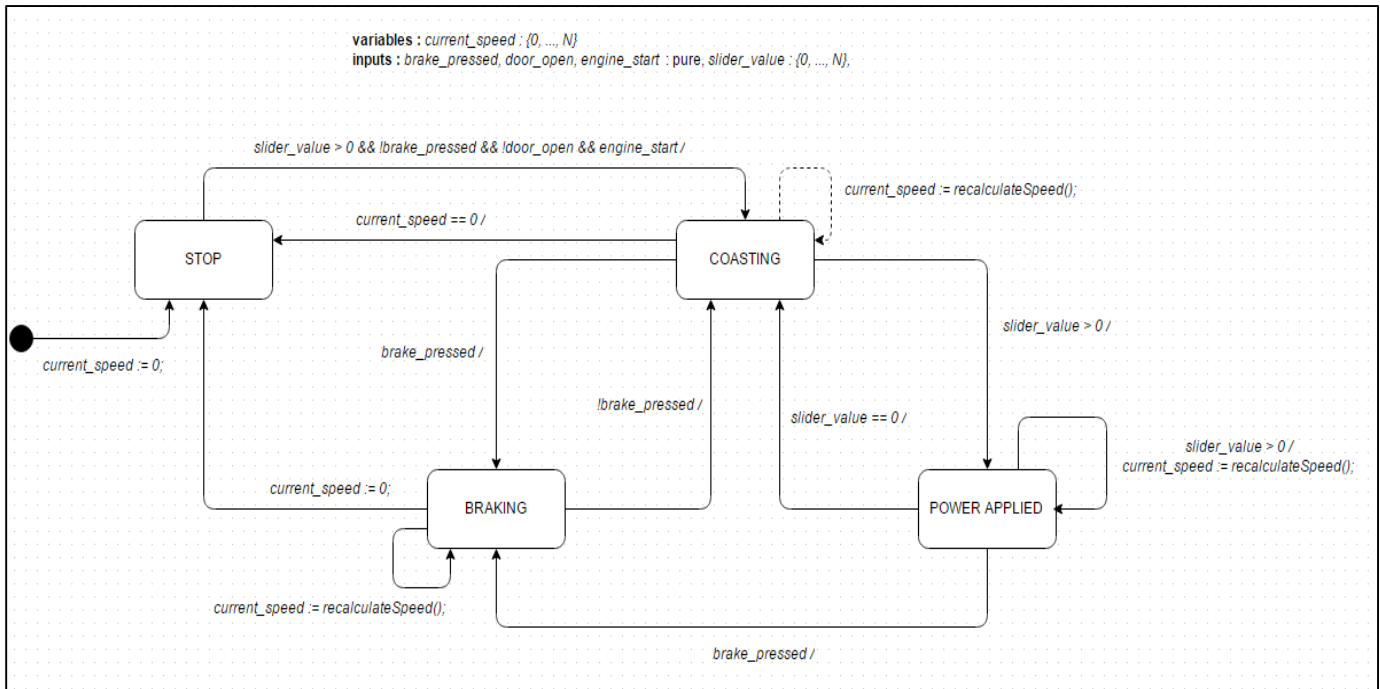 variables : current_speed : {0, ..., N}
inputs : brake_pressed, door_open, engine_start : pure, slider_value : {0, ..., N},
slider_value > 0 && !brake_pressed && !door_open && engine_start /
current_speed := recalculateSpeed();
current_speed == 0 /
STOP
COASTING
slider_value > 0 /
brake_pressed /
current_speed := 0;
!brake_pressed /
slider_value == 0 /
slider_value > 0 /
current_speed := recalculateSpeed();
current_speed := 0;
BRAKING
POWER APPLIED
current_speed := recalculateSpeed();
brake_pressed /